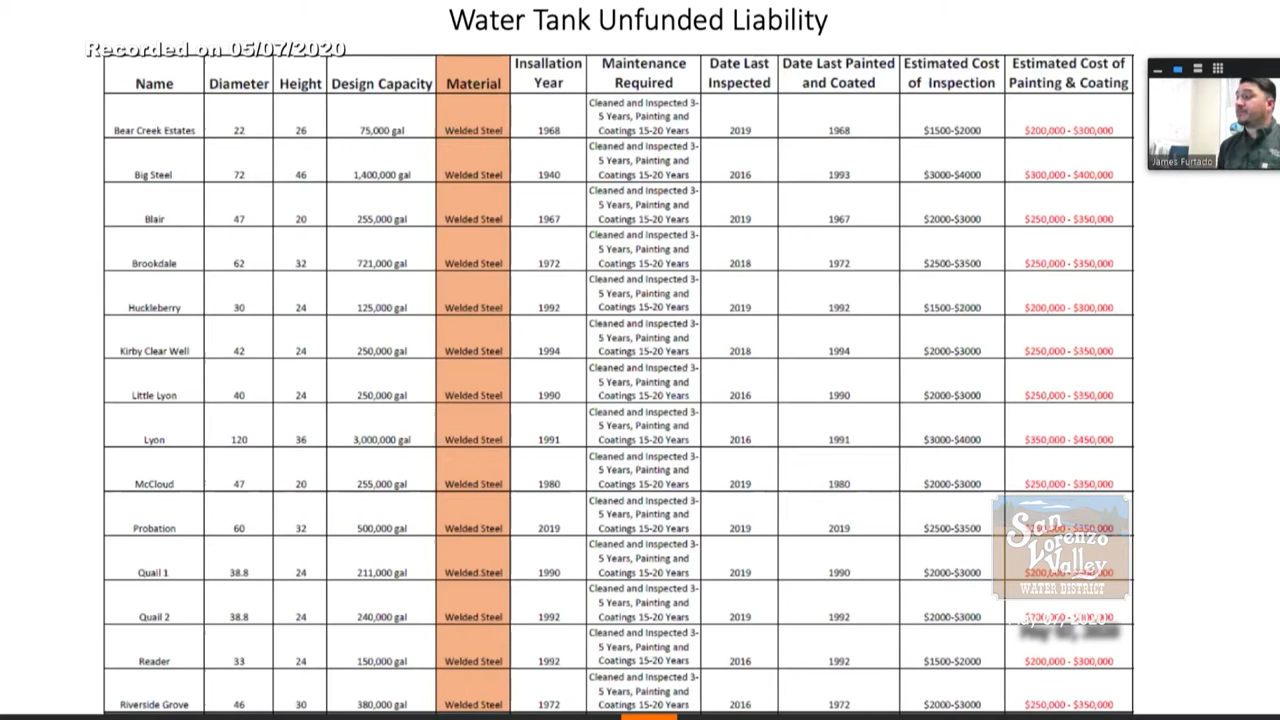 Water Tank Unfunded Liability
Recorded on 05/07/2020
Name Diameter Height Design Capacity Material Insallation Year Maintenance Required Date Last Inspected Date Last Painted and Coated Estimated Cost of Inspection Estimated Cost of Painting & Coating
Bear Creek Estates 22 26 75,000 gal Welded Steel 1968 Cleaned and Inspected 3-5 Years, Painting and Coatings 15-20 Years 2019 1968 $1500-$2000 $200,000 - $300,000
Big Steel 72 46 1,400,000 gal Welded Steel 1940 Cleaned and Inspected 3-5 Years, Painting and Coatings 15-20 Years 2016 1993 $3000-$4000 $300,000 - $400,000
Blair 47 20 255,000 gal Welded Steel 1967 Cleaned and Inspected 3-5 Years, Painting and Coatings 15-20 Years 2019 1967 $2000-$3000 $250,000 - $350,000
Brookdale 62 32 721,000 gal Welded Steel 1972 Cleaned and Inspected 3-5 Years, Painting and Coatings 15-20 Years 2018 1972 $2500-$3500 $250,000 - $350,000
Huckleberry 30 24 125,000 gal Welded Steel 1992 Cleaned and Inspected 3-5 Years, Painting and Coatings 15-20 Years 2019 1992 $1500-$2000 $200,000 - $300,000
Kirby Clear Well 42 24 250,000 gal Welded Steel 1994 Cleaned and Inspected 3-5 Years, Painting and Coatings 15-20 Years 2018 1994 $2000-$3000 $250,000 - $350,000
Little Lyon 40 24 250,000 gal Welded Steel 1990 Cleaned and Inspected 3-5 Years, Painting and Coatings 15-20 Years 2016 1990 $2000-$3000 $250,000 - $350,000
Lyon 120 36 3,000,000 gal Welded Steel 1991 Cleaned and Inspected 3-5 Years, Painting and Coatings 15-20 Years 2016 1991 $3000-$4000 $350,000 - $450,000
McCloud 47 20 255,000 gal Welded Steel 1980 Cleaned and Inspected 3-5 Years, Painting and Coatings 15-20 Years 2019 1980 $2000-$3000 $250,000 - $350,000
Probation 60 32 500,000 gal Welded Steel 2019 Cleaned and Inspected 3-5 Years, Painting and Coatings 15-20 Years 2019 2019 $2500-$3500
Quail 1 38.8 24 211,000 gal Welded Steel 1990 Cleaned and Inspected 3-5 Years, Painting and Coatings 15-20 Years 2019 1990 $2000-$3000
Quail 2 38.8 24 240,000 gal Welded Steel 1992 Cleaned and Inspected 3-5 Years, Painting and Coatings 15-20 Years 2019 1992 $2000-$3000
Reader 33 24 150,000 gal Welded Steel 1992 Cleaned and Inspected 3-5 Years, Painting and Coatings 15-20 Years 2016 1992 $1500-$2000 $200,000 - $300,000
Riverside Grove 46 30 380,000 gal Welded Steel 1972 Cleaned and Inspected 3-5 Years, Painting and Coatings 15-20 Years 2016 1972 $2000-$3000 $250,000 - $350,000
James Furtado
San
Lorenzo
Valley
WATER DISTRICT